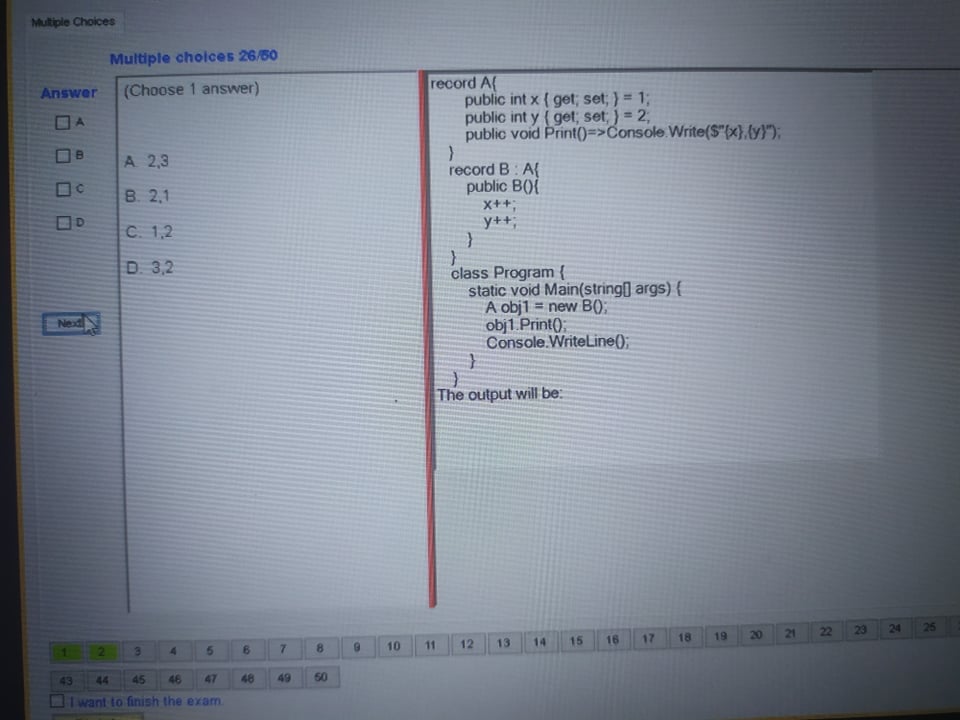 Multiple Choices
Multiple choices 26/50
Answer
A
B
C
D
Next
(Choose 1 answer)
A. 2,3
B. 2,1
C. 1,2
D. 3,2
record A{
public int x { get; set; } = 1;
public int y { get; set; } = 2;
public void Print()=>Console.Write($"{x},{y}");
}
record B : A{
public B(){
x++;
y++;
}
}
class Program {
static void Main(string[] args) {
A obj1 = new B();
obj1.Print();
Console.WriteLine();
}
}
The output will be:
1 2 3 4 5 6 7 8 9 10 11 12 13 14 15 16 17 18 19 20 21 22 23 24 25
43 44 45 46 47 48 49 50
I want to finish the exam.